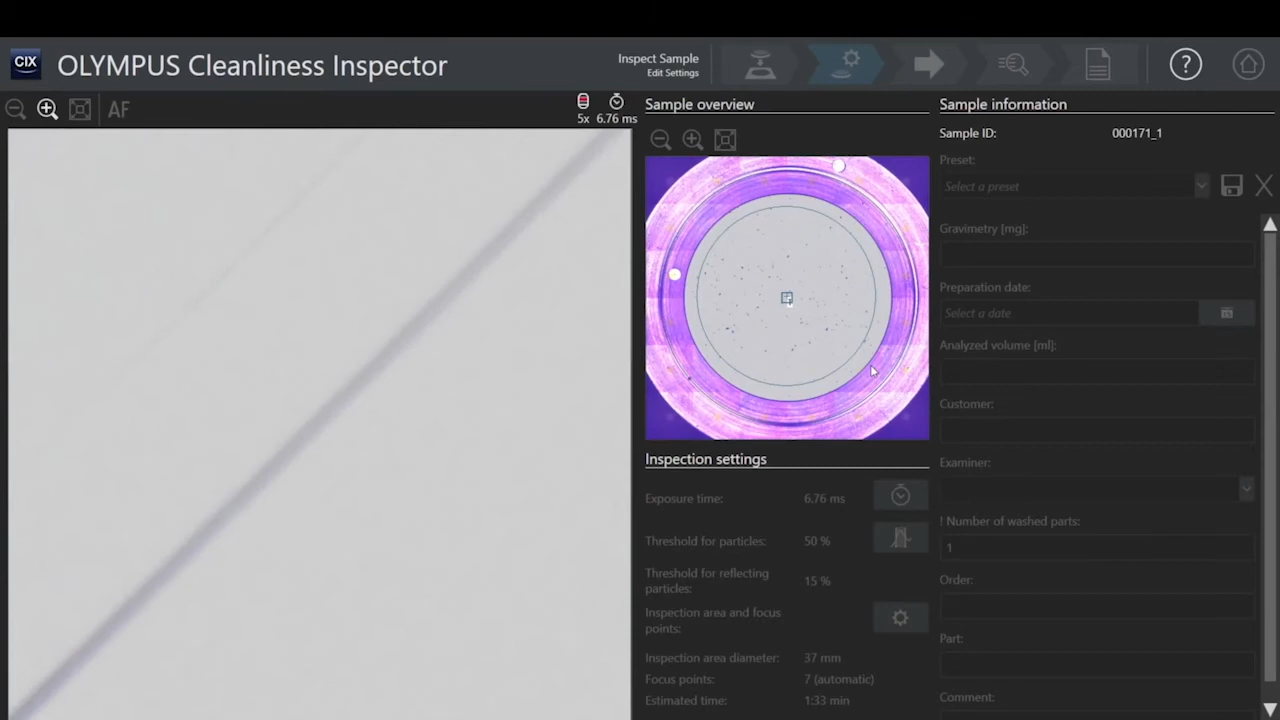 CIX
OLYMPUS Cleanliness Inspector
Inspect Sample
Edit Settings
?
AF
5x 6.76 ms
Sample overview
Inspection settings
Exposure time: 6.76 ms
Threshold for particles: 50 %
Threshold for reflecting
particles: 15 %
Inspection area and focus
points:
Inspection area diameter: 37 mm
Focus points: 7 (automatic)
Estimated time: 1:33 min
Sample information
Sample ID: 000171_1
Preset:
Select a preset
Gravimetry [mg]:
Preparation date:
Select a date
Analyzed volume [ml]:
Customer:
Examiner:
! Number of washed parts:
1
Order:
Part:
Comment: